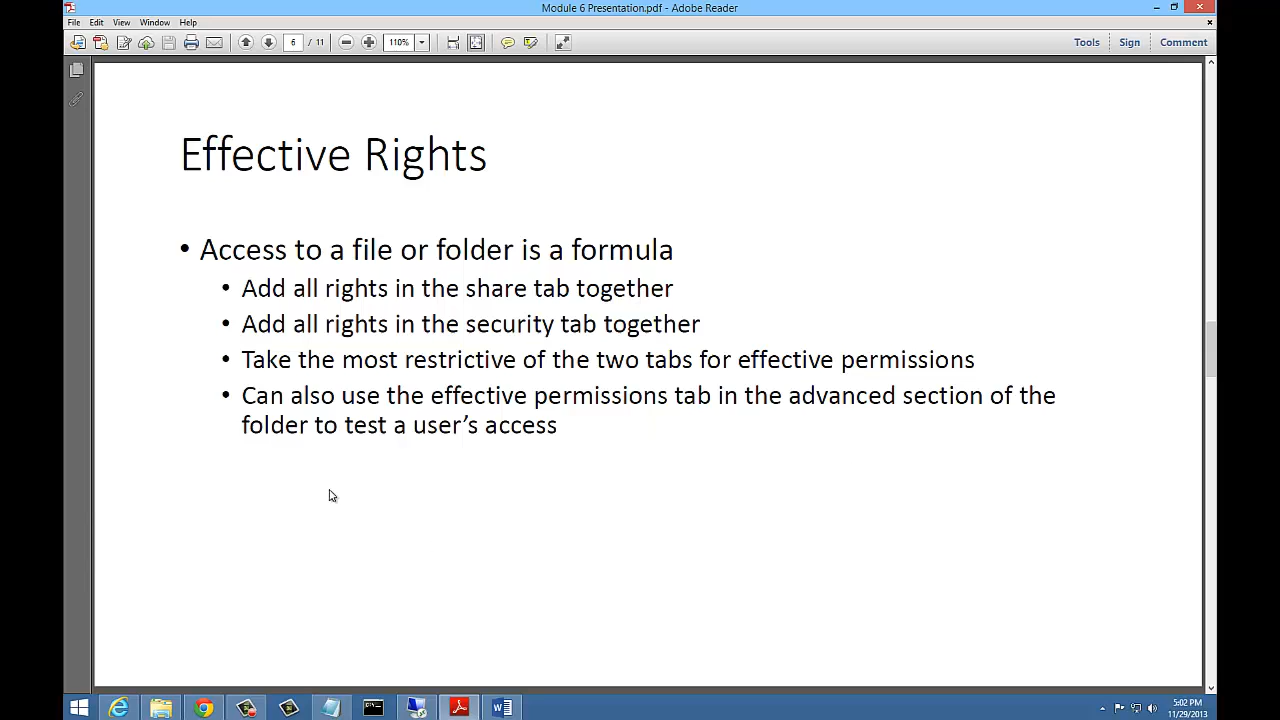 Module 6 Presentation.pdf - Adobe Reader
File Edit View Window Help
6 / 11 110% Tools Sign Comment
Effective Rights
• Access to a file or folder is a formula
• Add all rights in the share tab together
• Add all rights in the security tab together
• Take the most restrictive of the two tabs for effective permissions
• Can also use the effective permissions tab in the advanced section of the
folder to test a user’s access
5:02 PM
11/29/2013